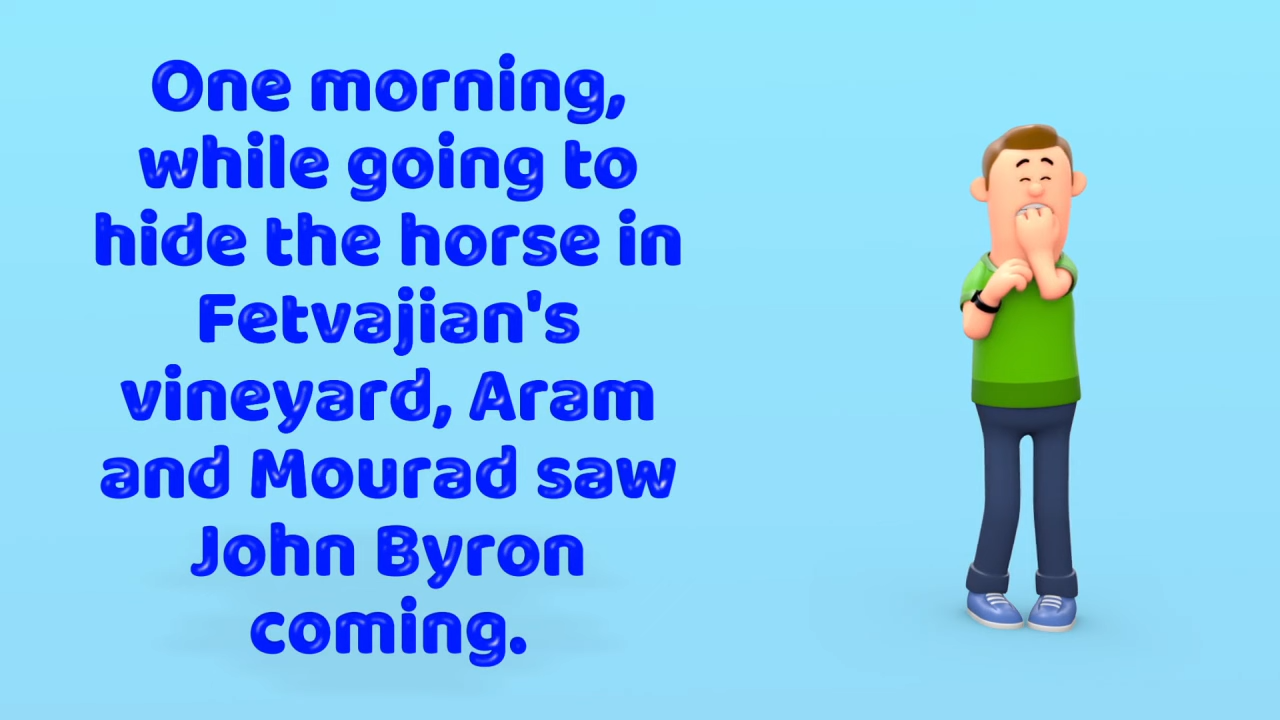 One morning,
while going to
hide the horse in
Fetvajian's
vineyard, Aram
and Mourad saw
John Byron
coming.